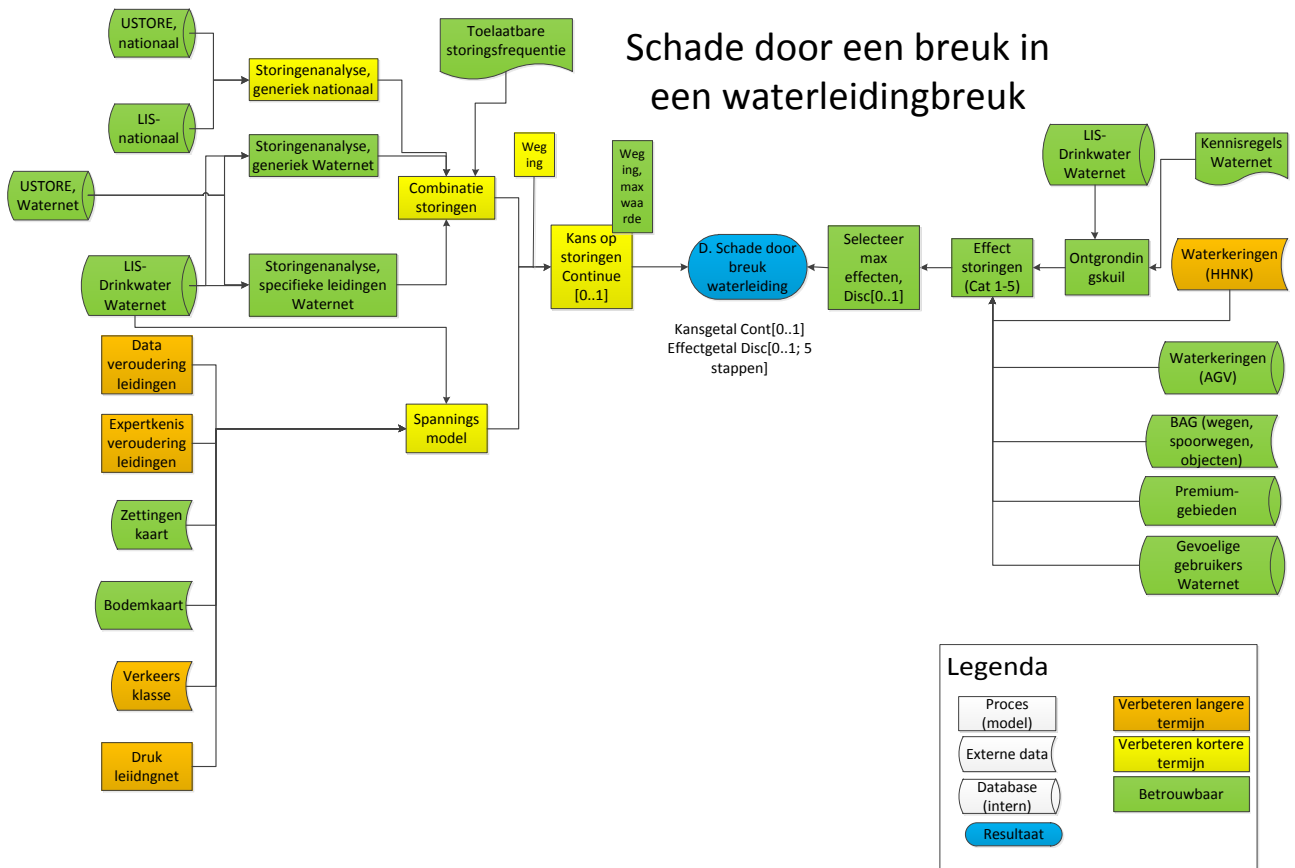 Schade door een breuk in
een waterleidingbreuk
USTORE,
nationaal
LIS-
nationaal
USTORE,
Waternet
LIS-
Drinkwater
Waternet
Storingenanalyse,
generiek nationaal
Storingenanalyse,
generiek Waternet
Storingenanalyse,
specifieke leidingen
Waternet
Toelaatbare
storingsfrequentie
Combinatie
storingen
Data
veroudering
leidingen
Expertkenis
veroudering
leidingen
Zettingen
kaart
Bodemkaart
Verkeers
klasse
Druk
leiidngnet
Spannings
model
Weg
ing
Weg
ing,
max
waa
rde
Kans op
storingen
Continue
[0..1]
D. Schade door
breuk
waterleiding
Kansgetal Cont[0..1]
Effectgetal Disc[0..1; 5
stappen]
Selecteer
max
effecten,
Disc[0..1]
Effect
storingen
(Cat 1-5)
Ontgrondin
gskuil
LIS-
Drinkwater
Waternet
Kennisregels
Waternet
Waterkeringen
(HHNK)
Waterkeringen
(AGV)
BAG (wegen,
spoorwegen,
objecten)
Premium-
gebieden
Gevoelige
gebruikers
Waternet
Legenda
Proces
(model)
Externe data
Database
(intern)
Resultaat
Verbeteren langere
termijn
Verbeteren kortere
termijn
Betrouwbaar